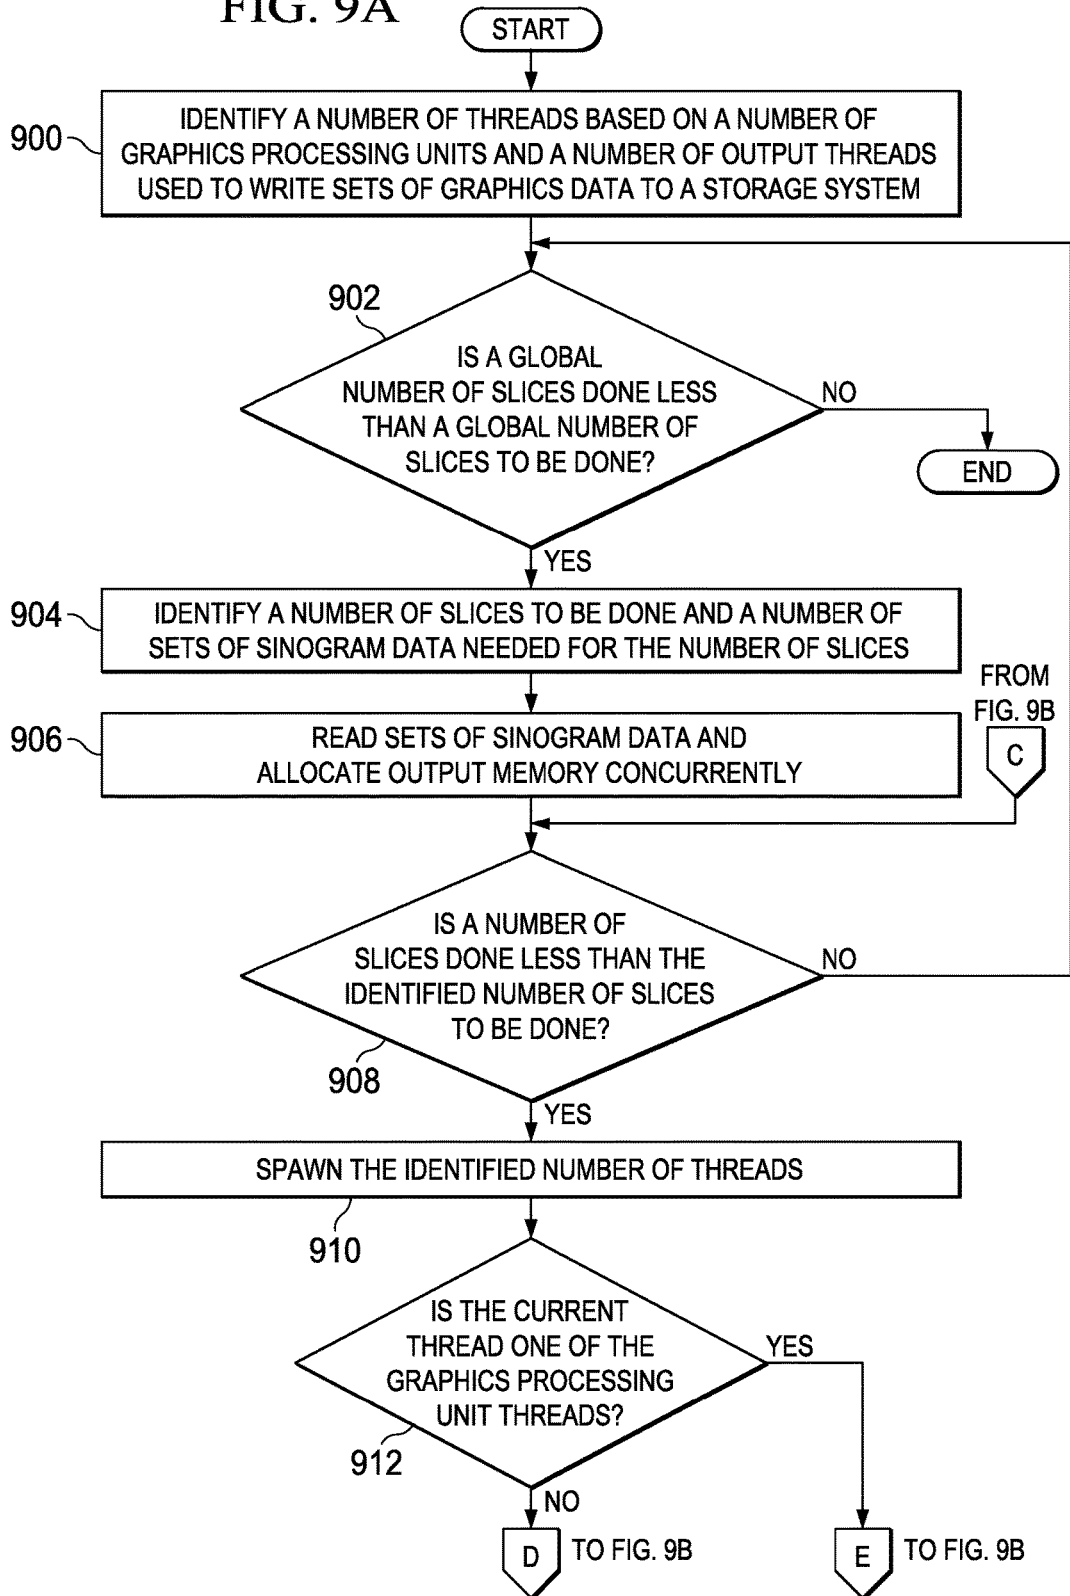 FIG. 9A
START
900
IDENTIFY A NUMBER OF THREADS BASED ON A NUMBER OF
GRAPHICS PROCESSING UNITS AND A NUMBER OF OUTPUT THREADS
USED TO WRITE SETS OF GRAPHICS DATA TO A STORAGE SYSTEM
902
IS A GLOBAL
NUMBER OF SLICES DONE LESS
THAN A GLOBAL NUMBER OF
SLICES TO BE DONE?
NO
END
YES
904
IDENTIFY A NUMBER OF SLICES TO BE DONE AND A NUMBER OF
SETS OF SINOGRAM DATA NEEDED FOR THE NUMBER OF SLICES
FROM
FIG. 9B
C
906
READ SETS OF SINOGRAM DATA AND
ALLOCATE OUTPUT MEMORY CONCURRENTLY
IS A NUMBER OF
SLICES DONE LESS THAN THE
IDENTIFIED NUMBER OF SLICES
TO BE DONE?
NO
908
YES
SPAWN THE IDENTIFIED NUMBER OF THREADS
910
IS THE CURRENT
THREAD ONE OF THE
GRAPHICS PROCESSING
UNIT THREADS?
YES
912
NO
D TO FIG. 9B
E TO FIG. 9B